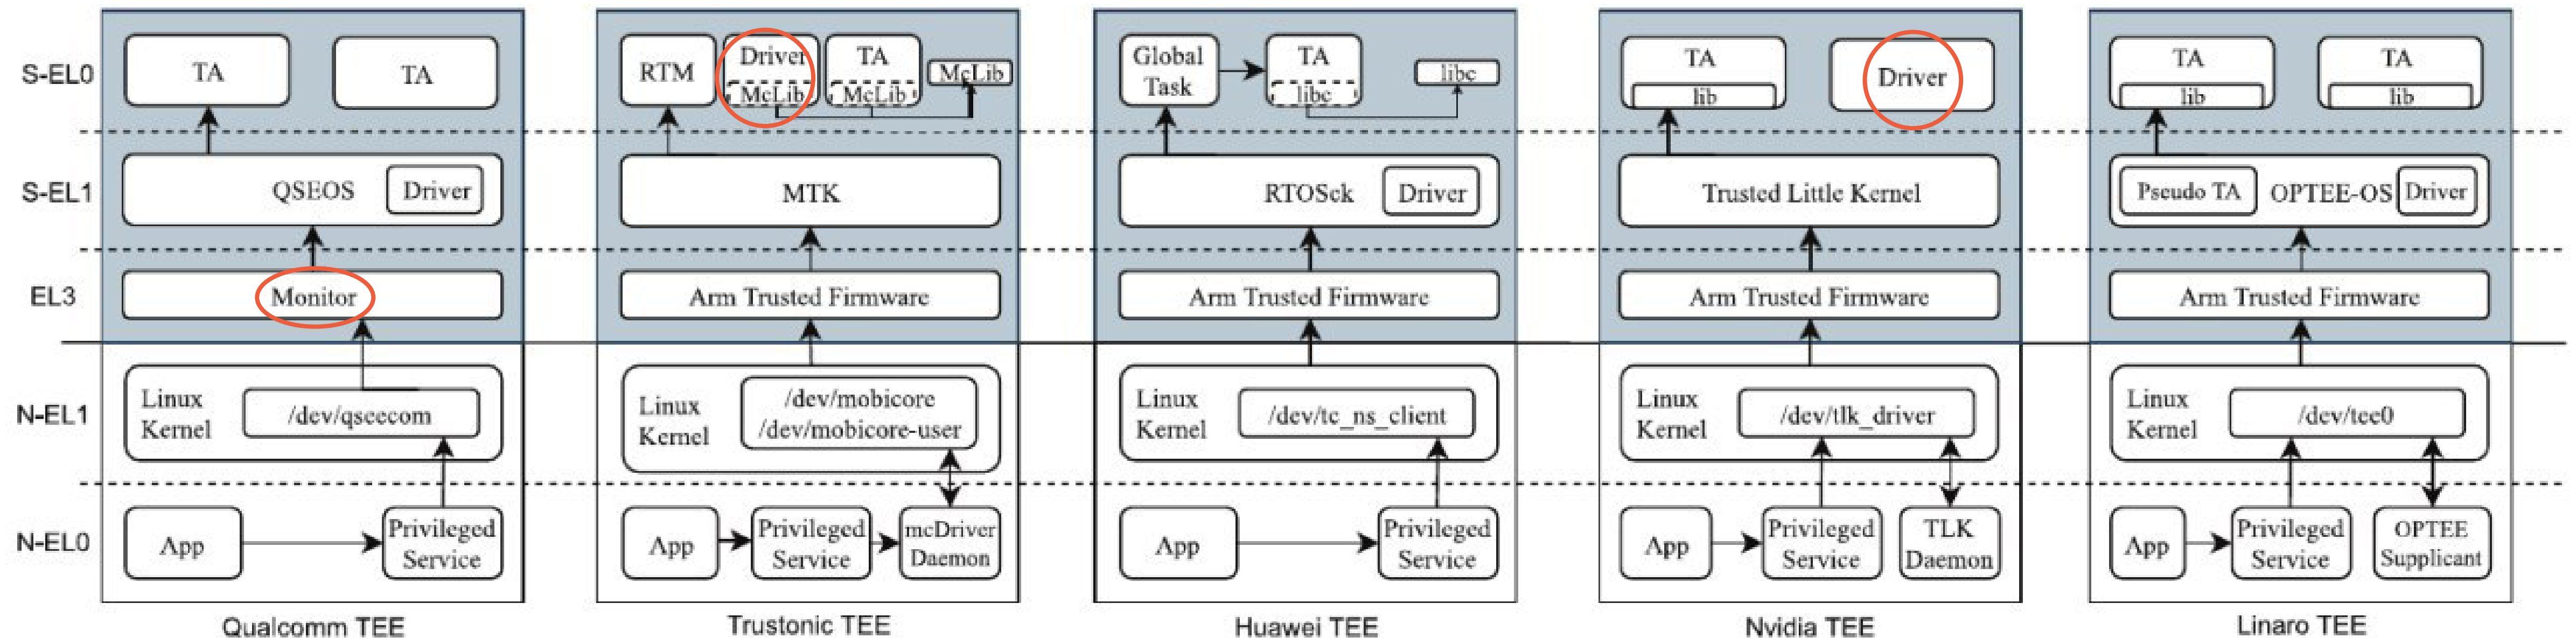 S-EL0
S-EL1
EL3
N-EL1
N-EL0
TA
TA
QSEOS
Driver
Monitor
Linux
Kernel
/dev/qseecom
App
Privileged
Service
Qualcomm TEE
RTM
Driver
McLib
TA
McLib
McLib
MTK
Arm Trusted Firmware
Linux
Kernel
/dev/mobicore
/dev/mobicore-user
App
Privileged
Service
mcDriver
Daemon
Trustonic TEE
Global
Task
TA
libc
libc
RTOSck
Driver
Arm Trusted Firmware
Linux
Kernel
/dev/tc_ns_client
App
Privileged
Service
Huawei TEE
TA
lib
Driver
Trusted Little Kernel
Arm Trusted Firmware
Linux
Kernel
/dev/tlk_driver
App
Privileged
Service
TLK
Daemon
Nvidia TEE
TA
lib
TA
lib
Pseudo TA
OPTEE-OS
Driver
Arm Trusted Firmware
Linux
Kernel
/dev/tee0
App
Privileged
Service
OPTEE
Supplicant
Linaro TEE